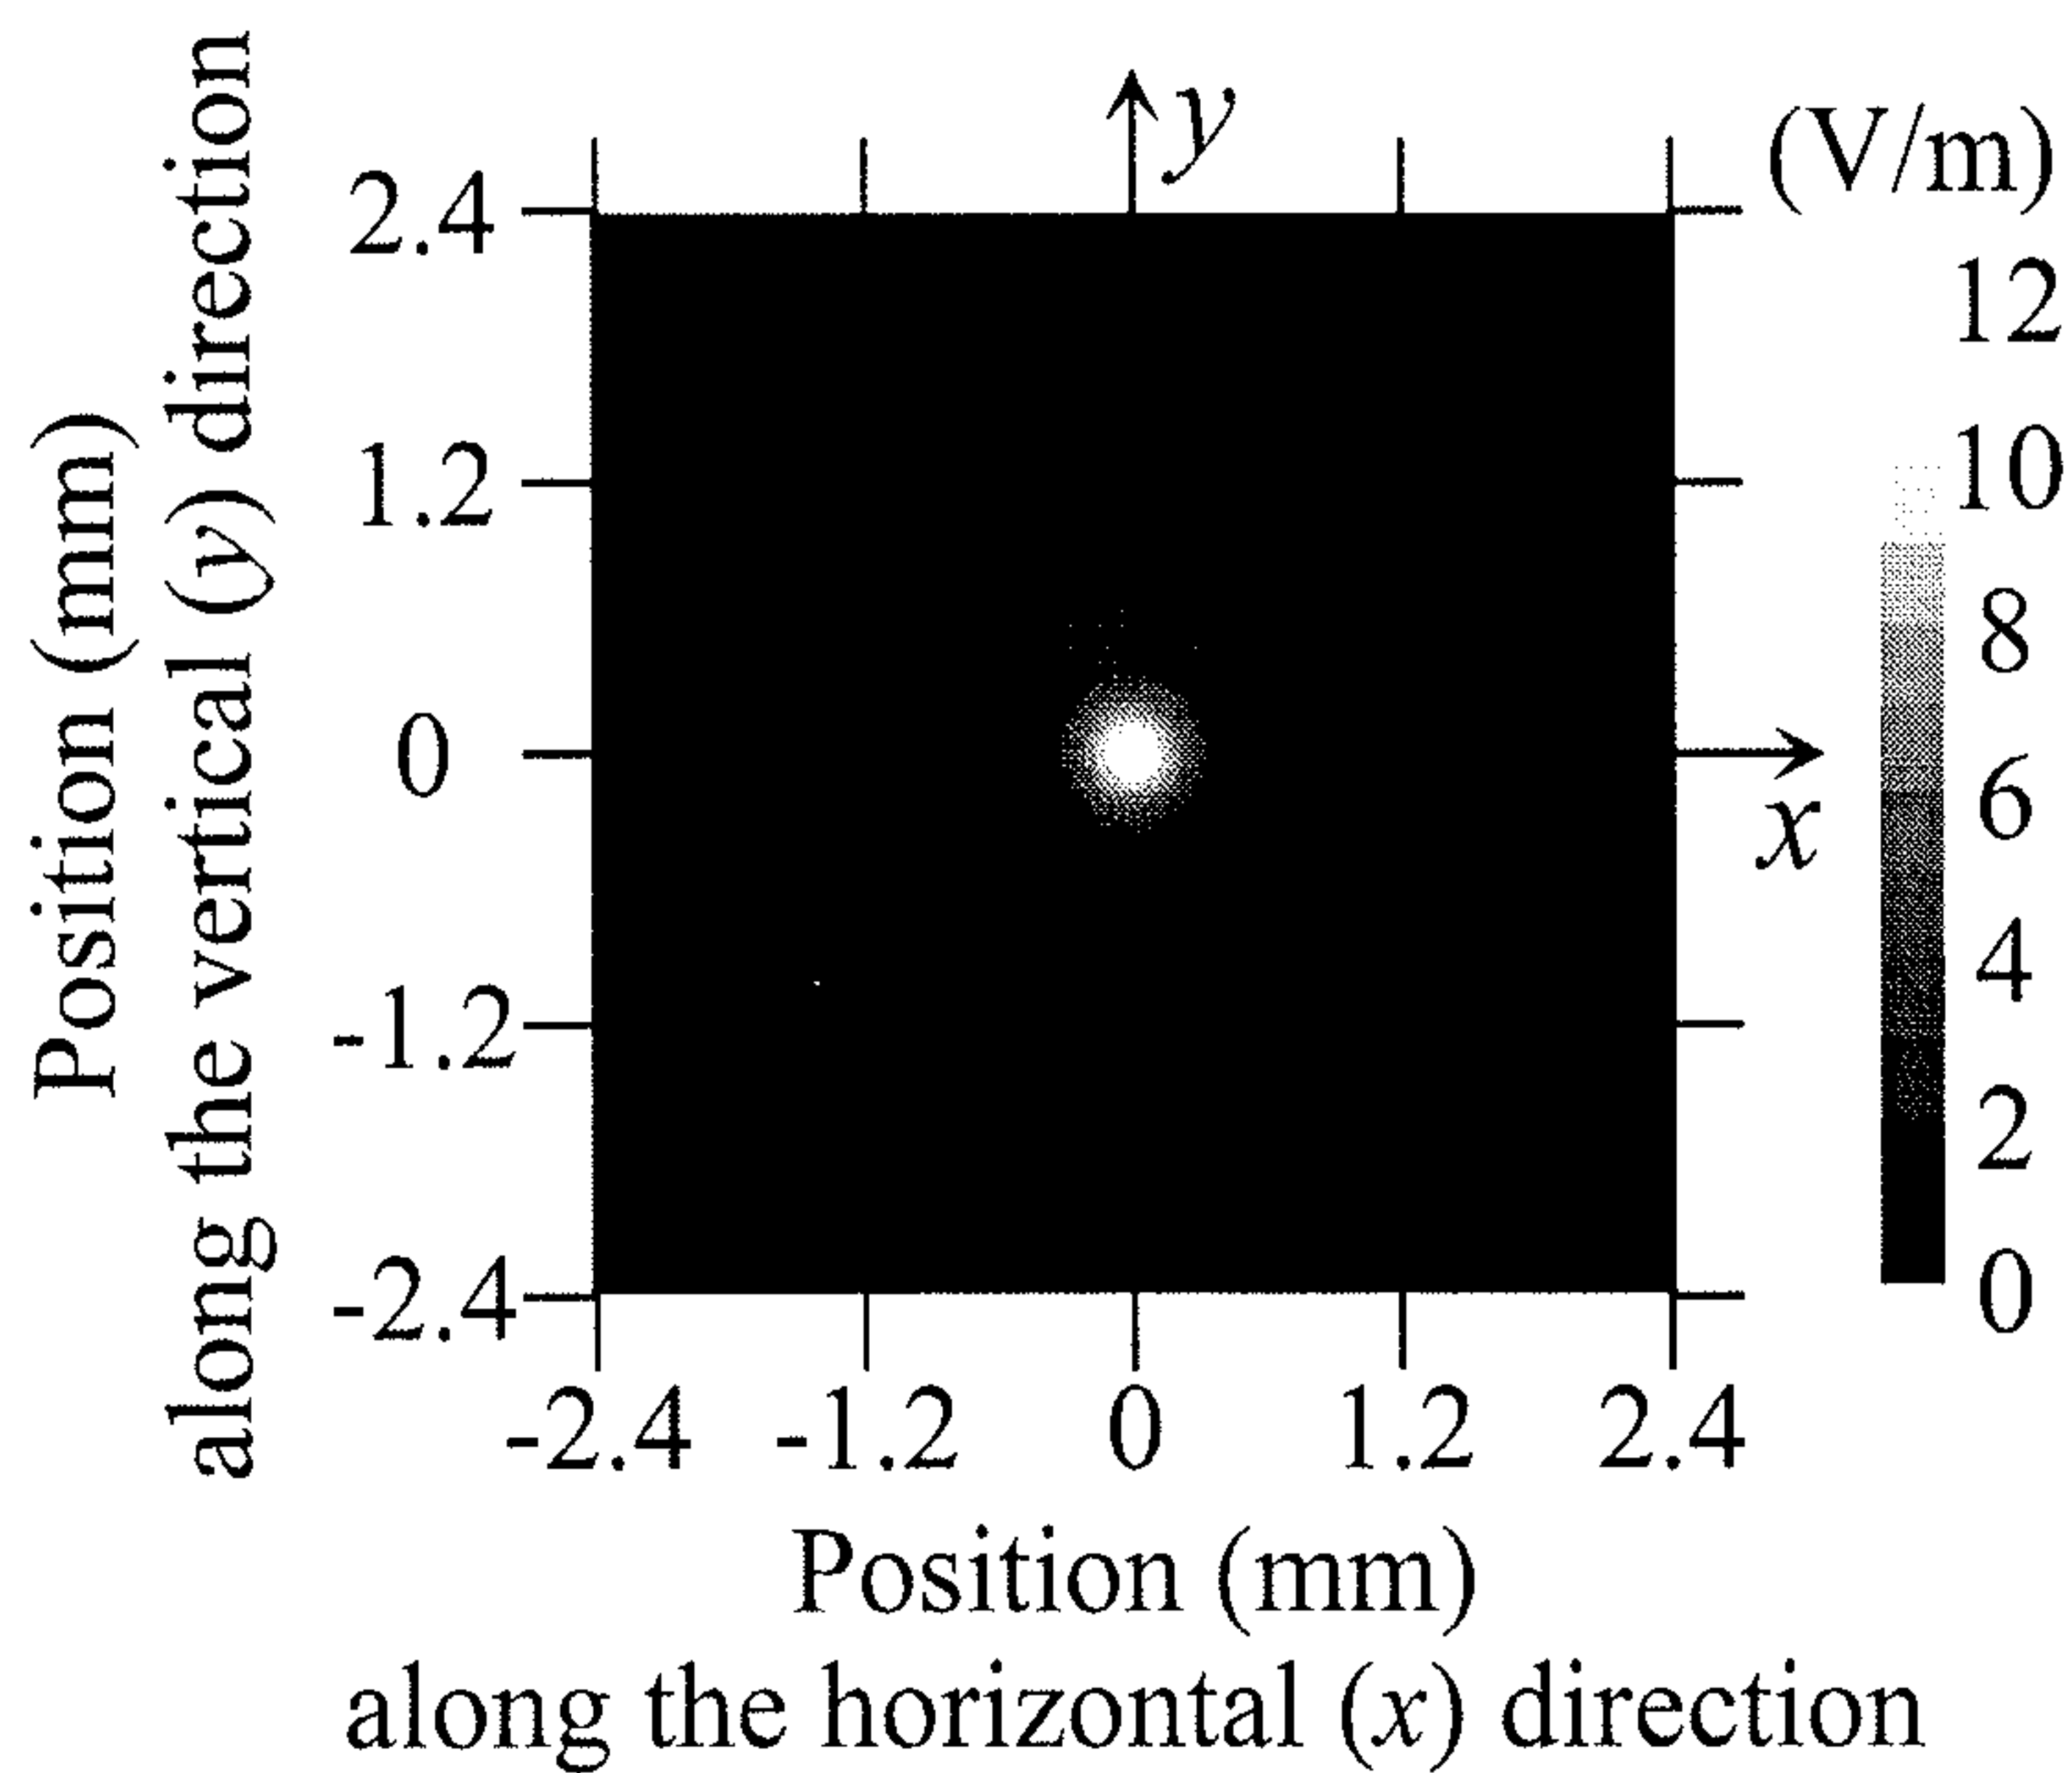 Position (mm)
along the vertical (y) direction
y
(V/m)
2.4
1.2
0
-1.2
-2.4
x
12
10
8
6
4
2
0
-2.4 -1.2 0 1.2 2.4
Position (mm)
along the horizontal (x) direction